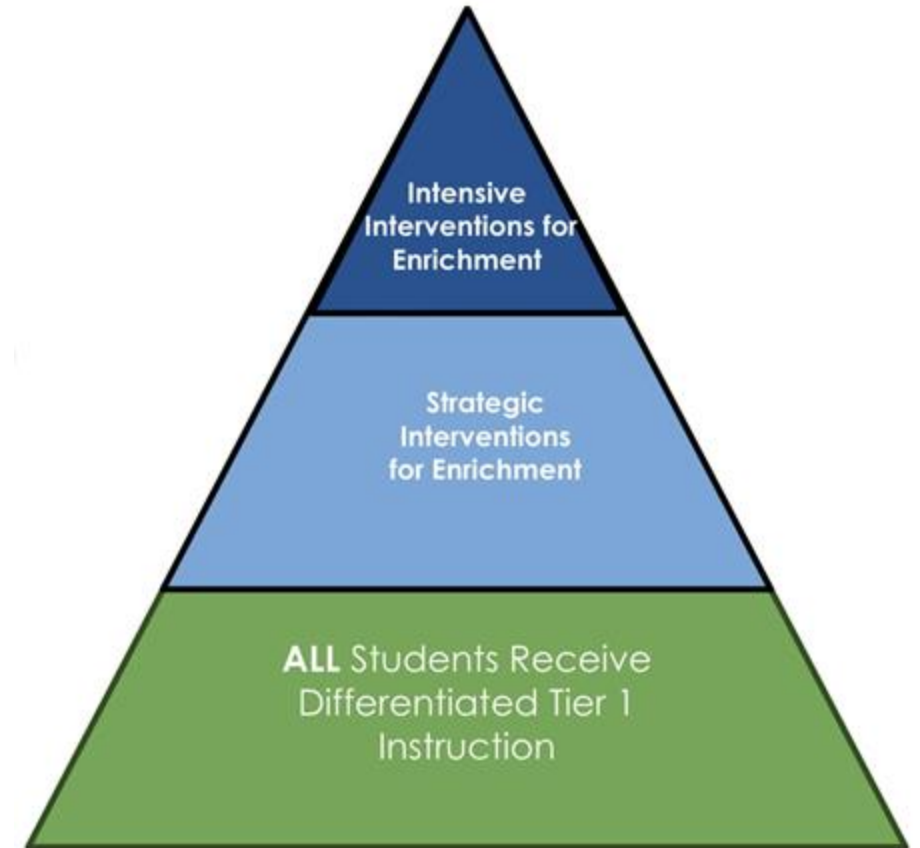 Intensive
Interventions for
Enrichment
Strategic
Interventions
for Enrichment
ALL Students Receive
Differentiated Tier 1
Instruction